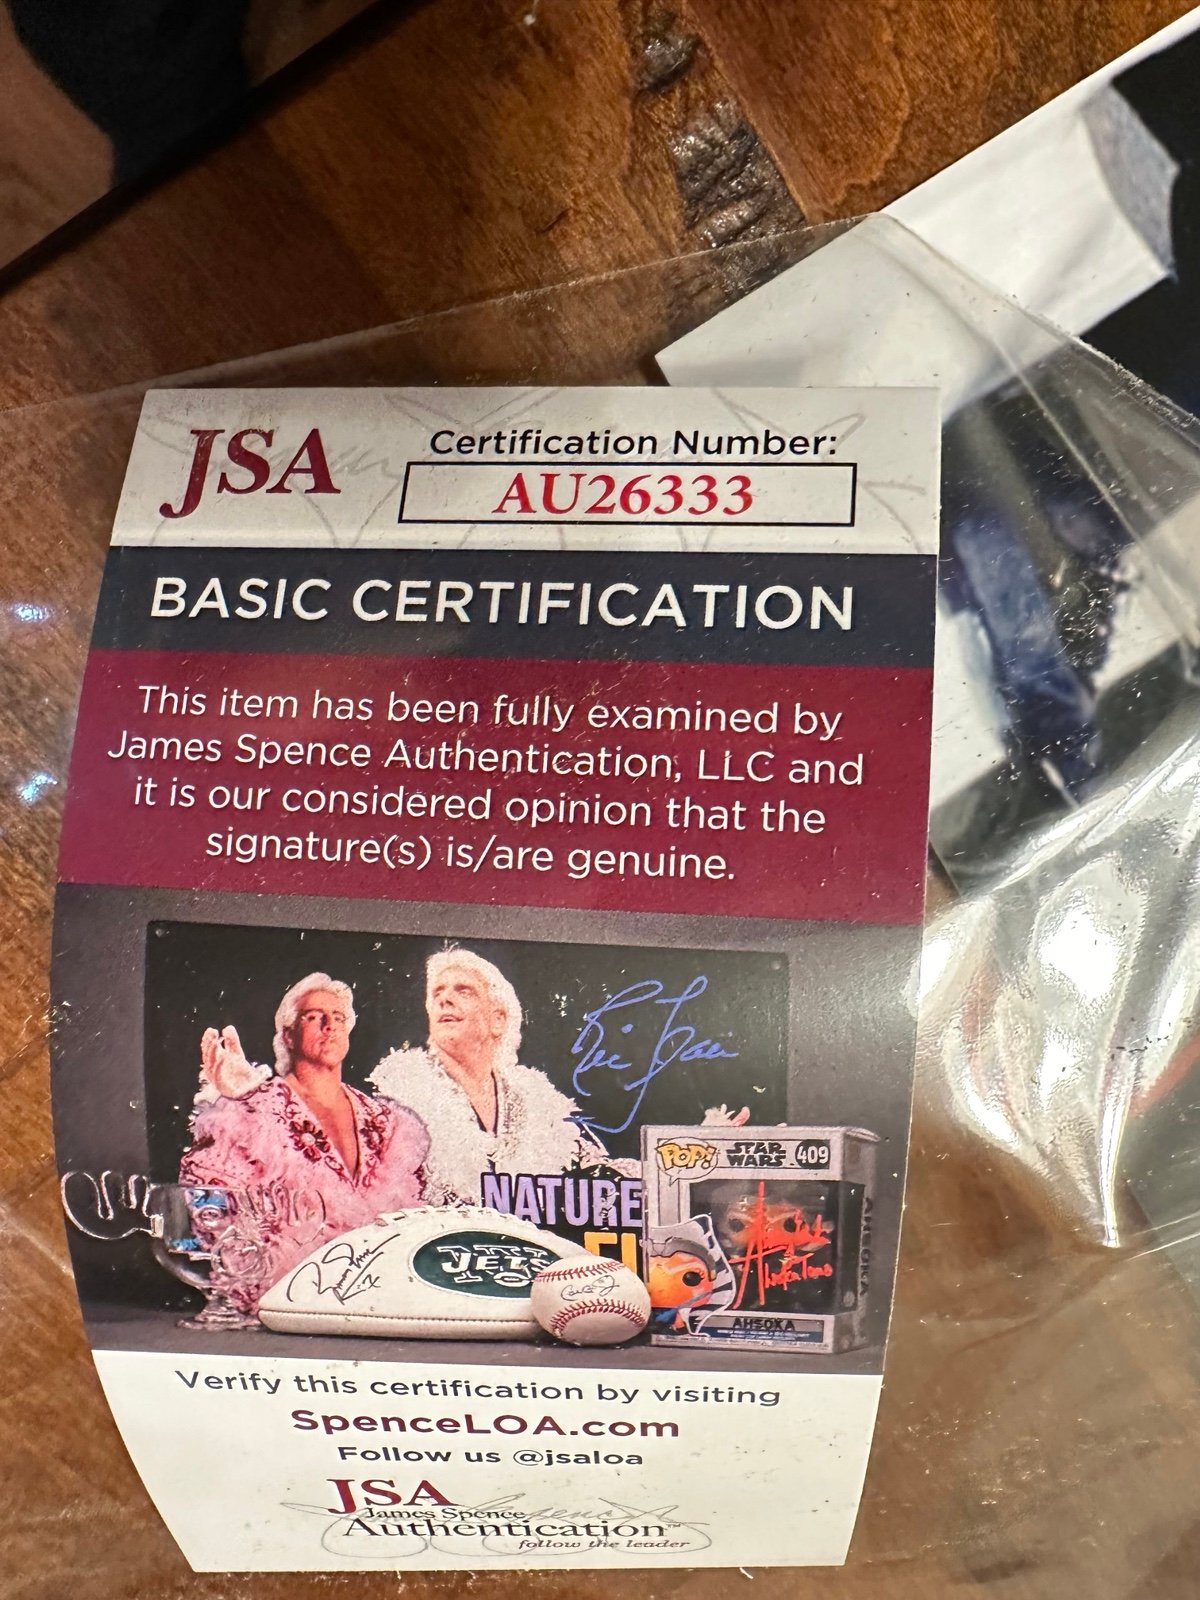 JSA
Certification Number:
AU26333
BASIC CERTIFICATION
This item has been fully examined by
James Spence Authentication, LLC and
it is our considered opinion that the
signature(s) is/are genuine.
NATURE
POP!
STAR
WARS
409
JETS
AHSOKA
AHSOKA
Verify this certification by visiting
SpenceLOA.com
Follow us @jsaloa
JSA
James Spence
Authentication™
follow the leader